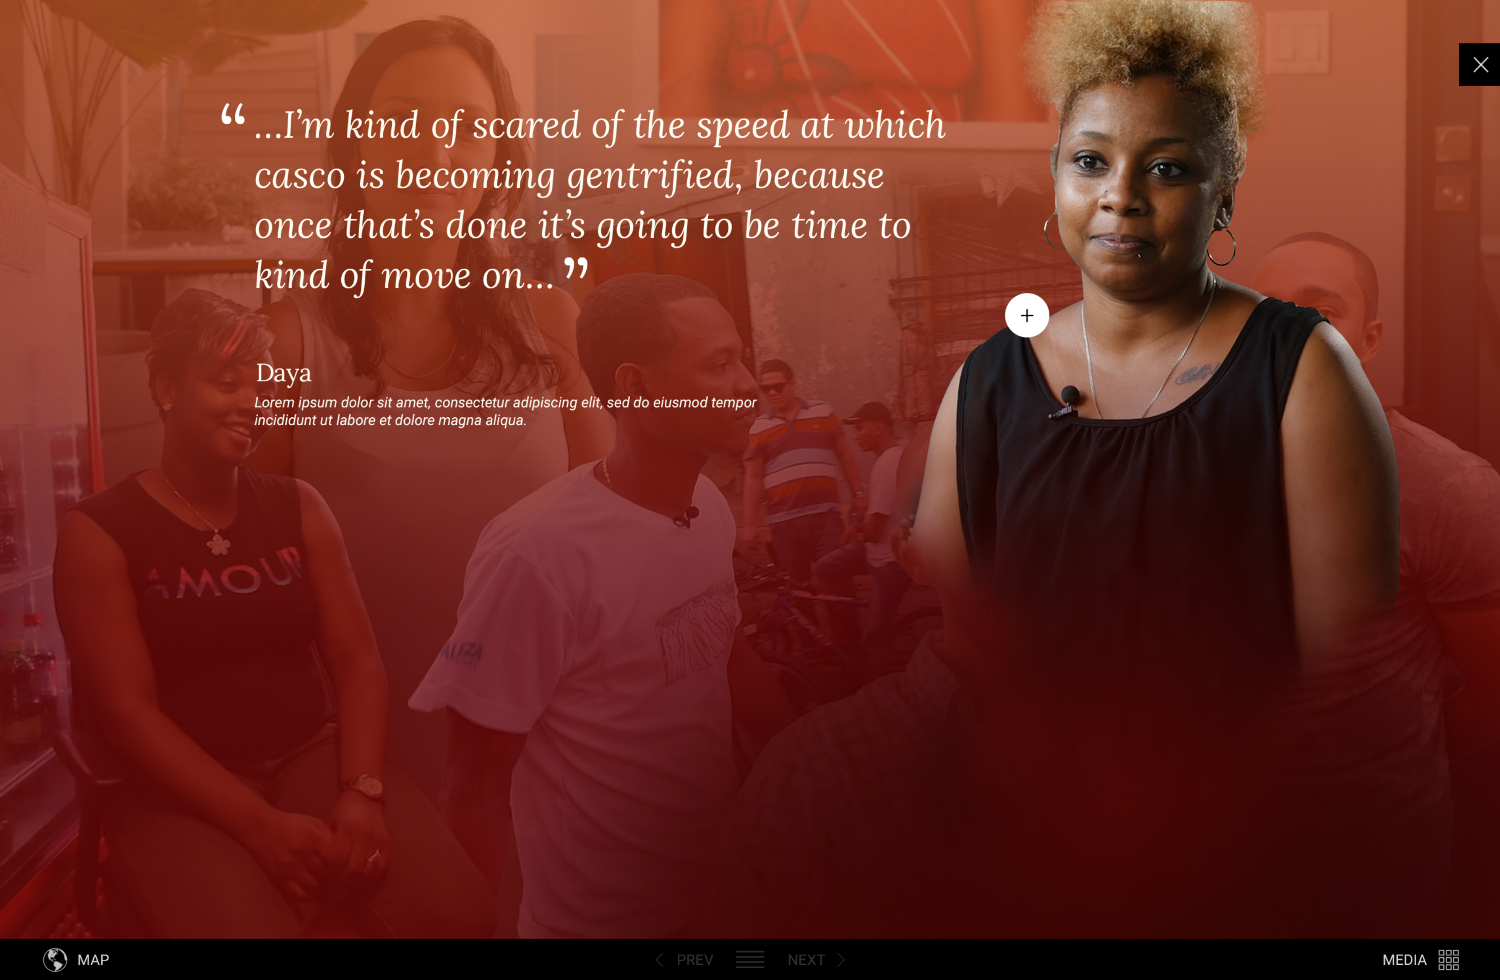 “ ...I’m kind of scared of the speed at which
casco is becoming gentrified, because
once that’s done it’s going to be time to
kind of move on... ”
Daya
Lorem ipsum dolor sit amet, consectetur adipiscing elit, sed do eiusmod tempor
incididunt ut labore et dolore magna aliqua.
AMOUR
MAP
PREV
NEXT
MEDIA